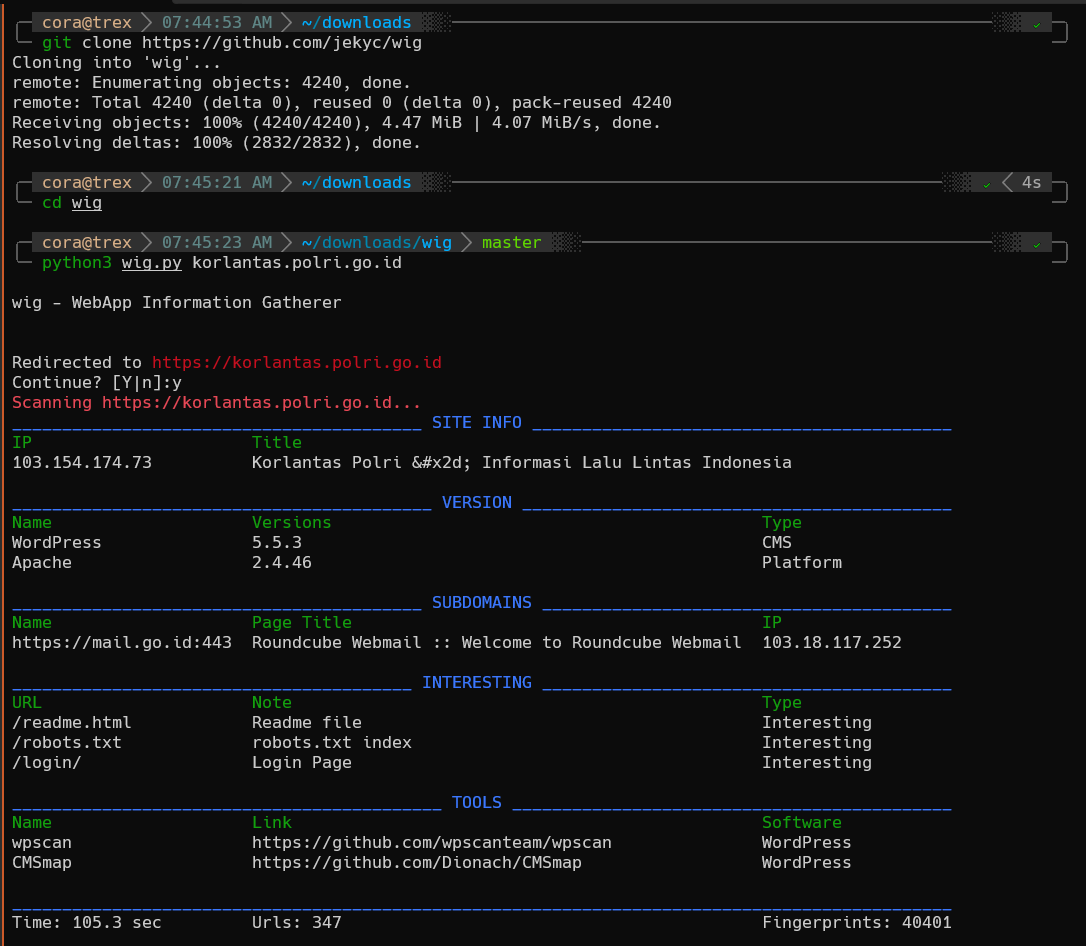 cora@trex 07:44:53 AM ~/downloads ✓
git clone https://github.com/jekyc/wig
Cloning into 'wig'...
remote: Enumerating objects: 4240, done.
remote: Total 4240 (delta 0), reused 0 (delta 0), pack-reused 4240
Receiving objects: 100% (4240/4240), 4.47 MiB | 4.07 MiB/s, done.
Resolving deltas: 100% (2832/2832), done.
cora@trex 07:45:21 AM ~/downloads ✓ 4s
cd wig
cora@trex 07:45:23 AM ~/downloads/wig master ✓
python3 wig.py korlantas.polri.go.id
wig - WebApp Information Gatherer
Redirected to https://korlantas.polri.go.id
Continue? [Y|n]:y
Scanning https://korlantas.polri.go.id...
SITE INFO
IP Title
103.154.174.73 Korlantas Polri &#x2d; Informasi Lalu Lintas Indonesia
VERSION
Name Versions Type
WordPress 5.5.3 CMS
Apache 2.4.46 Platform
SUBDOMAINS
Name Page Title IP
https://mail.go.id:443 Roundcube Webmail :: Welcome to Roundcube Webmail 103.18.117.252
INTERESTING
URL Note Type
/readme.html Readme file Interesting
/robots.txt robots.txt index Interesting
/login/ Login Page Interesting
TOOLS
Name Link Software
wpscan https://github.com/wpscanteam/wpscan WordPress
CMSmap https://github.com/Dionach/CMSmap WordPress
Time: 105.3 sec Urls: 347 Fingerprints: 40401